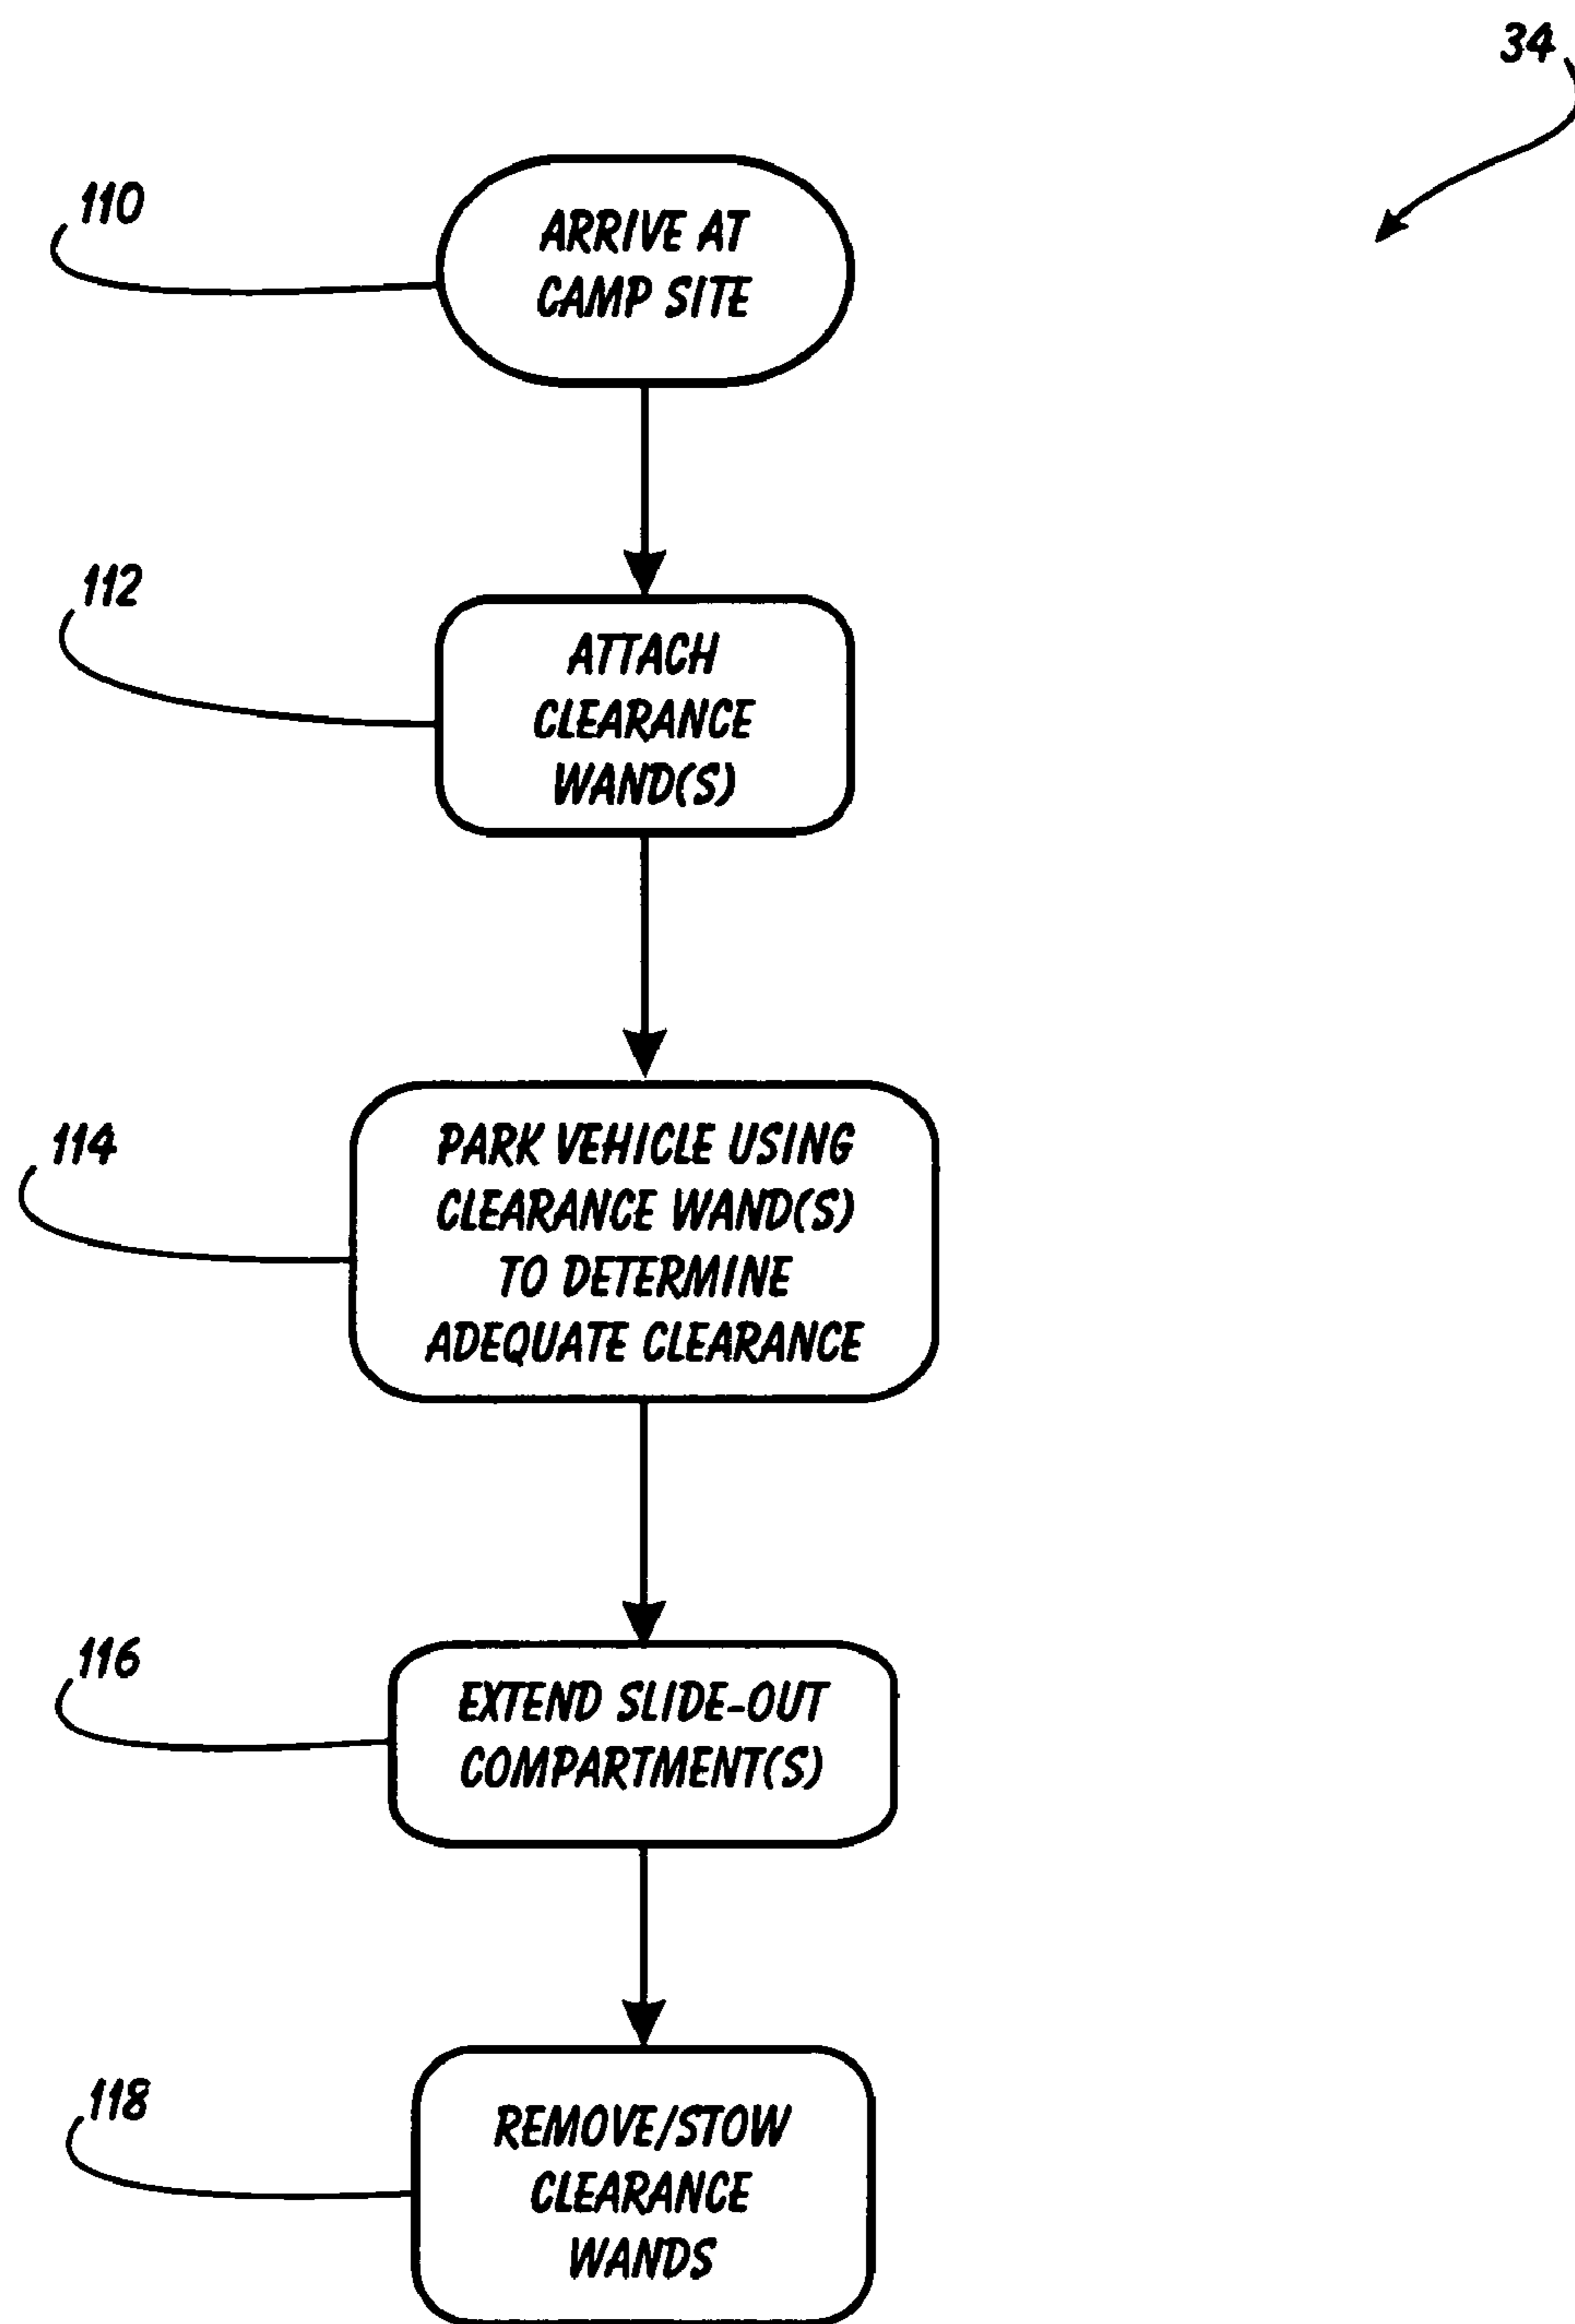 34
110
ARRIVE AT
CAMP SITE
112
ATTACH
CLEARANCE
WAND(S)
114
PARK VEHICLE USING
CLEARANCE WAND(S)
TO DETERMINE
ADEQUATE CLEARANCE
116
EXTEND SLIDE-OUT
COMPARTMENT(S)
118
REMOVE/STOW
CLEARANCE
WANDS